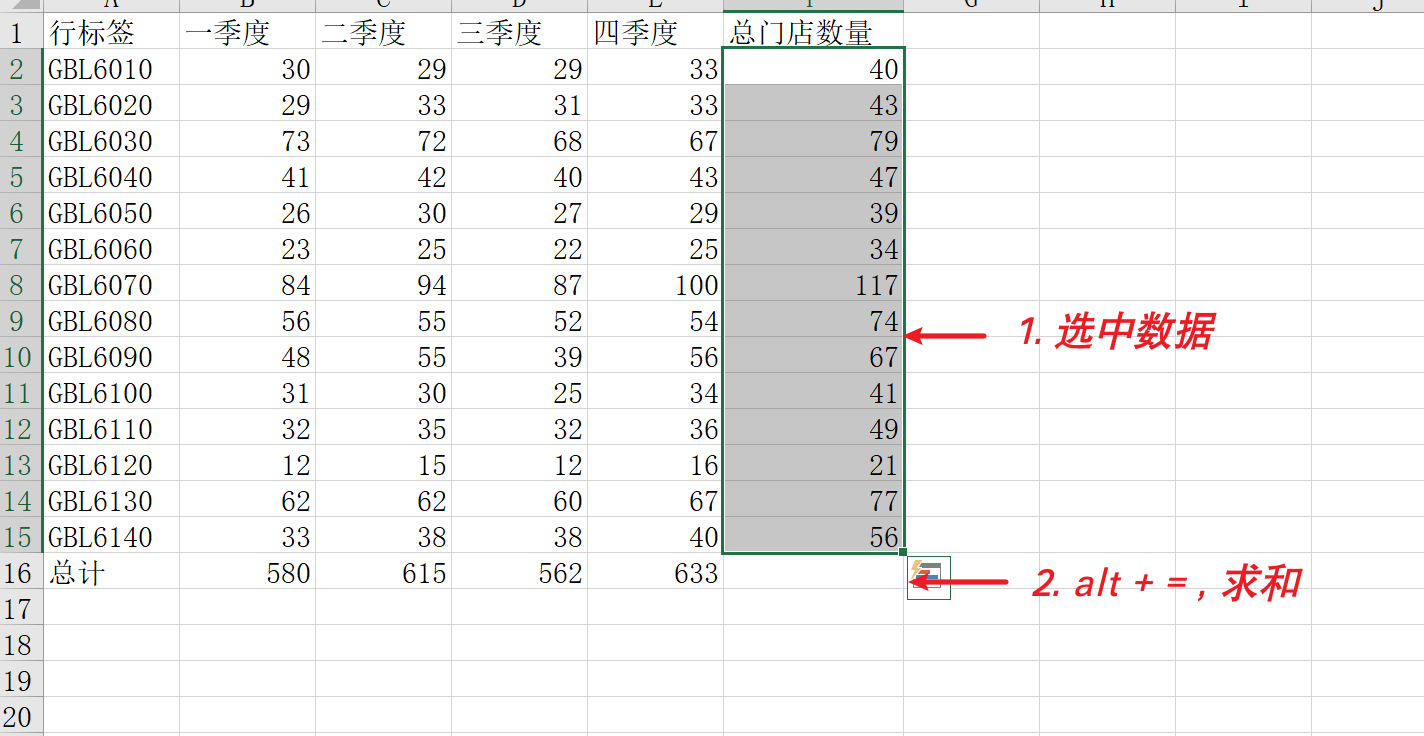 A B C D E F G H I J
1 行标签 一季度 二季度 三季度 四季度 总门店数量
2 GBL6010 30 29 29 33 40
3 GBL6020 29 33 31 33 43
4 GBL6030 73 72 68 67 79
5 GBL6040 41 42 40 43 47
6 GBL6050 26 30 27 29 39
7 GBL6060 23 25 22 25 34
8 GBL6070 84 94 87 100 117
9 GBL6080 56 55 52 54 74
1. 选中数据
10 GBL6090 48 55 39 56 67
11 GBL6100 31 30 25 34 41
12 GBL6110 32 35 32 36 49
13 GBL6120 12 15 12 16 21
14 GBL6130 62 62 60 67 77
15 GBL6140 33 38 38 40 56
16 总计 580 615 562 633
2. alt + = , 求和
17
18
19
20